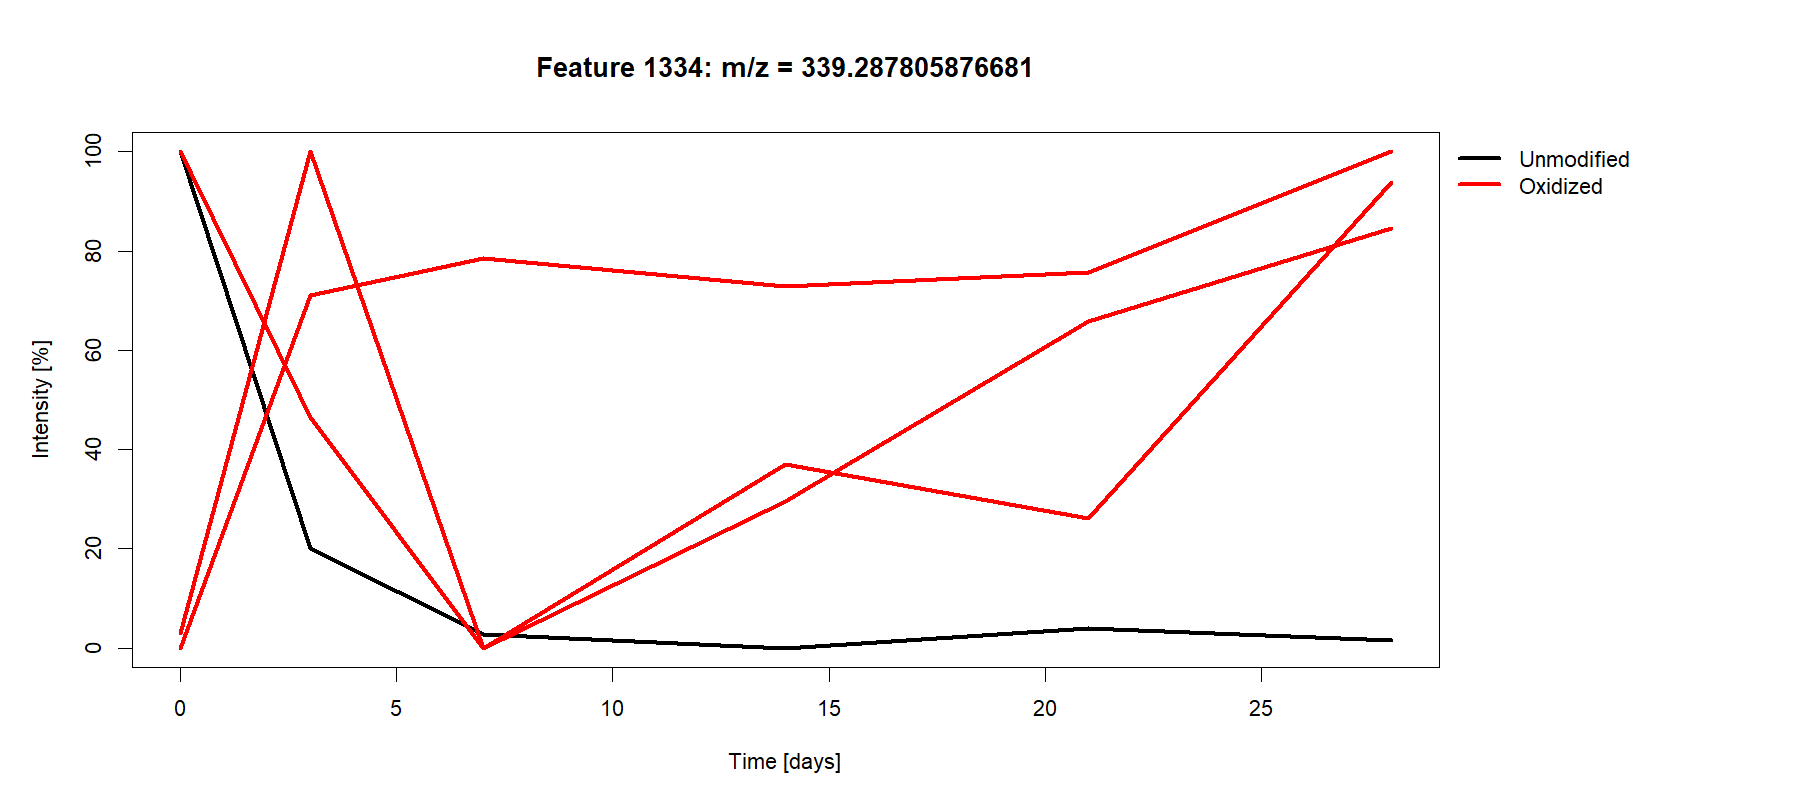 Feature 1334: m/z = 339.287805876681
Unmodified
Oxidized
Intensity [%]
100
80
60
40
20
0
0 5 10 15 20 25
Time [days]